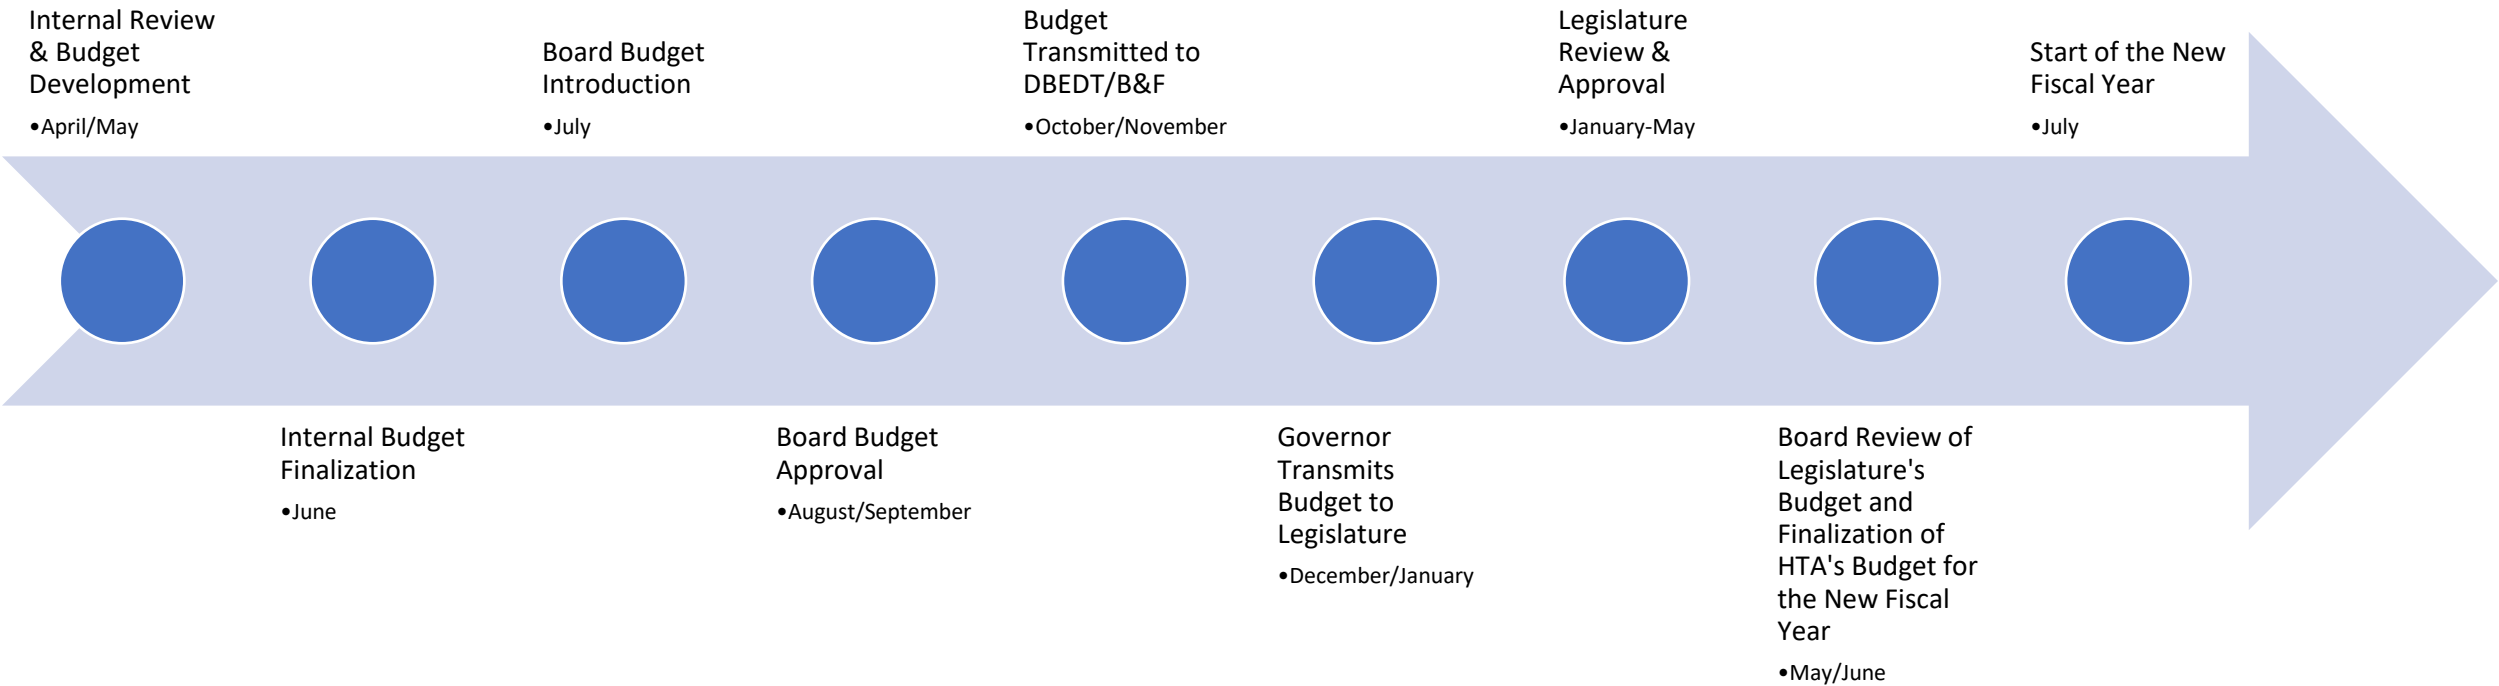 Internal Review
& Budget
Development
•April/May
Internal Budget
Finalization
•June
Board Budget
Introduction
•July
Board Budget
Approval
•August/September
Budget
Transmitted to
DBEDT/B&F
•October/November
Governor
Transmits
Budget to
Legislature
•December/January
Legislature
Review &
Approval
•January-May
Board Review of
Legislature's
Budget and
Finalization of
HTA's Budget for
the New Fiscal
Year
•May/June
Start of the New
Fiscal Year
•July